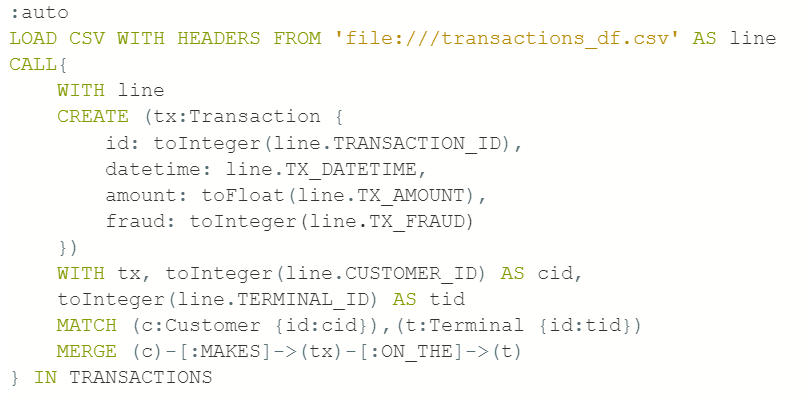 :auto
LOAD CSV WITH HEADERS FROM 'file:///transactions_df.csv' AS line
CALL{
    WITH line
    CREATE (tx:Transaction {
        id: toInteger(line.TRANSACTION_ID),
        datetime: line.TX_DATETIME,
        amount: toFloat(line.TX_AMOUNT),
        fraud: toInteger(line.TX_FRAUD)
    })
    WITH tx, toInteger(line.CUSTOMER_ID) AS cid,
    toInteger(line.TERMINAL_ID) AS tid
    MATCH (c:Customer {id:cid}),(t:Terminal {id:tid})
    MERGE (c)-[:MAKES]->(tx)-[:ON_THE]->(t)
} IN TRANSACTIONS